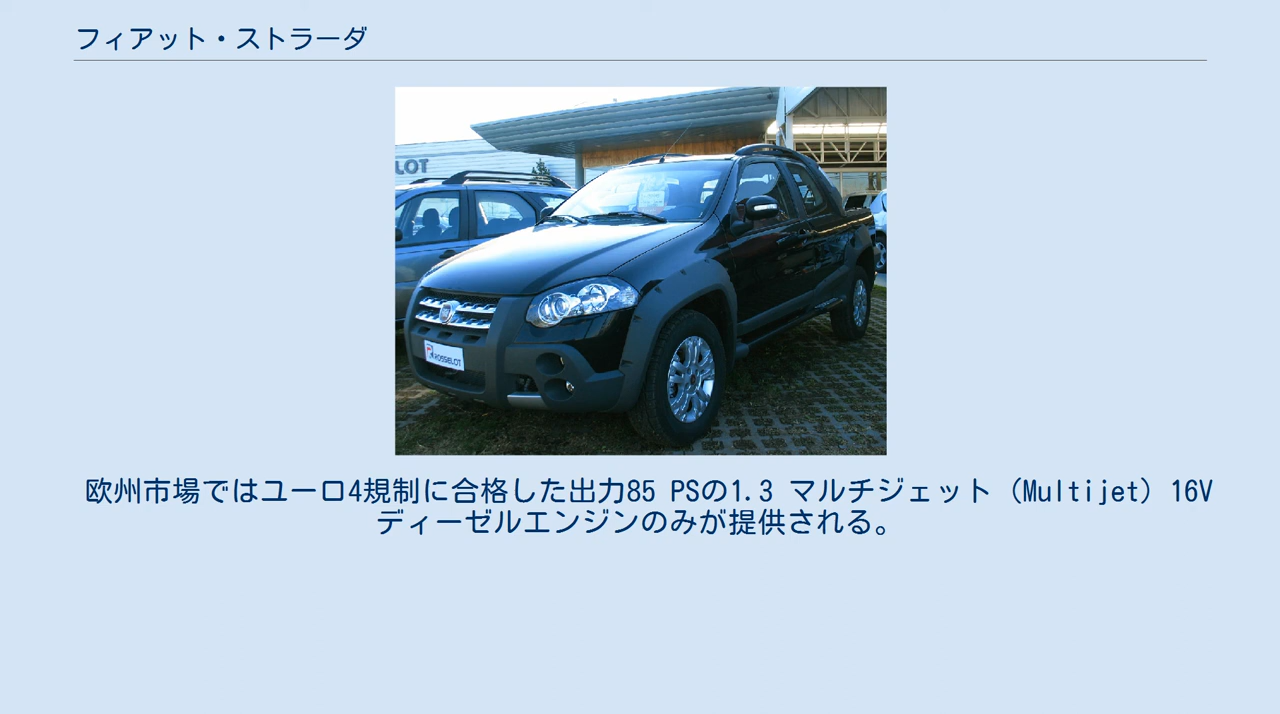 フィアット・ストラーダ
LOT
ROSSELOT
欧州市場ではユーロ4規制に合格した出力85 PSの1.3 マルチジェット (Multijet) 16V
ディーゼルエンジンのみが提供される。